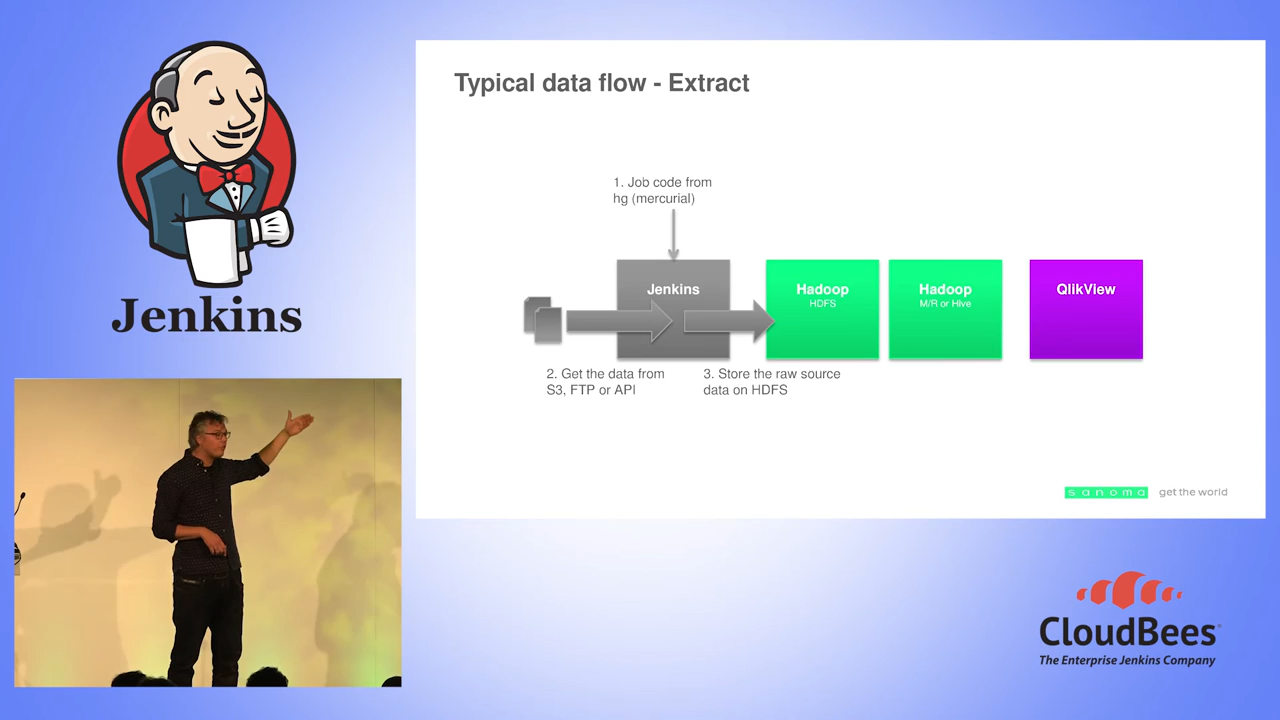 Jenkins
Typical data flow - Extract
1. Job code from
hg (mercurial)
Jenkins
Hadoop
HDFS
Hadoop
M/R or Hive
QlikView
2. Get the data from
S3, FTP or API
3. Store the raw source
data on HDFS
sanoma get the world
CloudBees
The Enterprise Jenkins Company